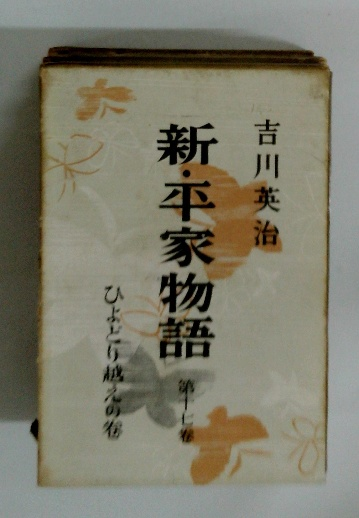 吉川英治
新・平家物語
第十七巻
ひよどり越えの巻